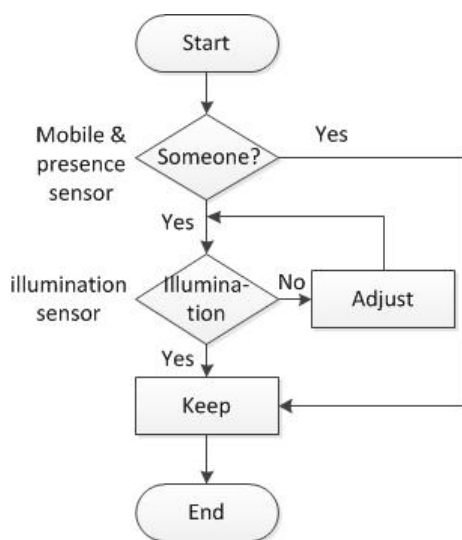 Start
Mobile &
presence
sensor
Someone?
Yes
Yes
illumination
sensor
Illumina-
tion
No
Adjust
Yes
Keep
End